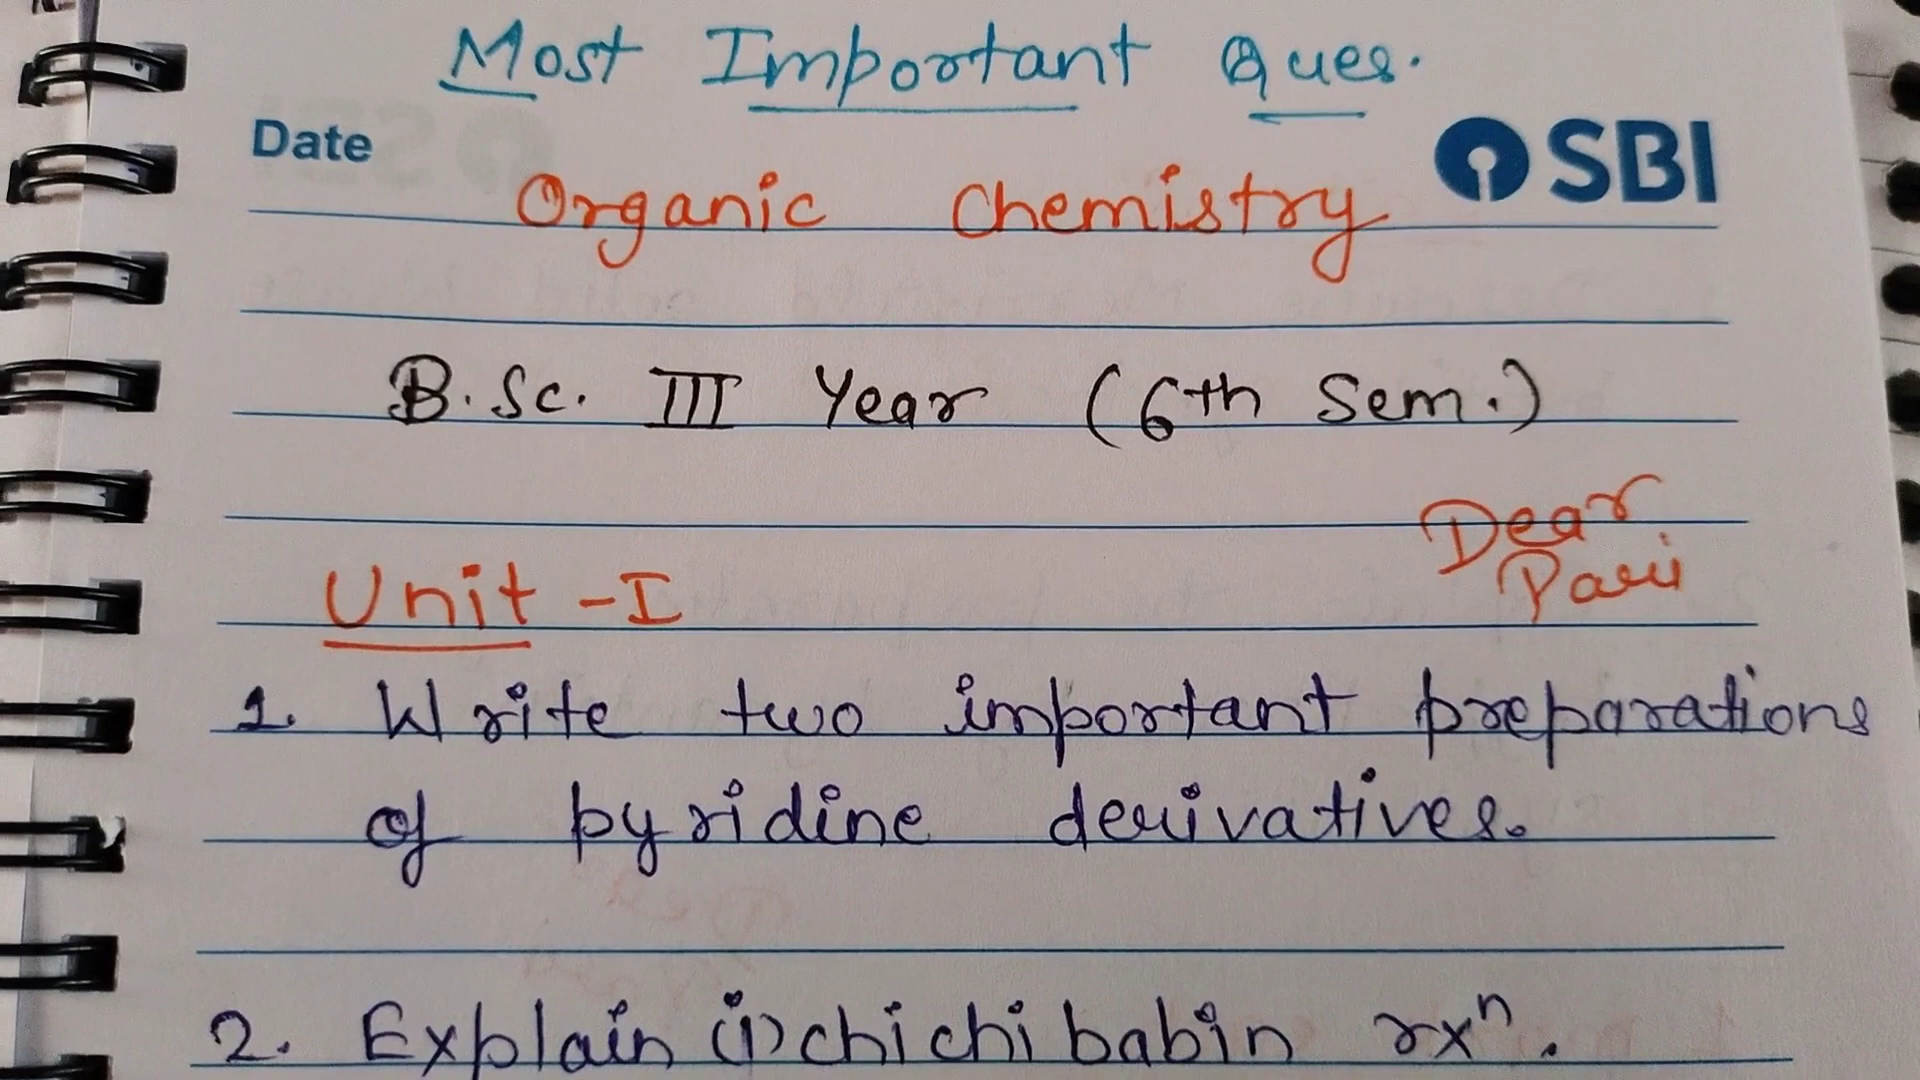 Most Important Ques.
Date
SBI
Organic Chemistry
B.Sc. III Year (6th Sem.)
Dear
Pari
Unit - I
1. Write two important preparations
of pyridine derivatives.
2. Explain (i) chichibabin rxⁿ.